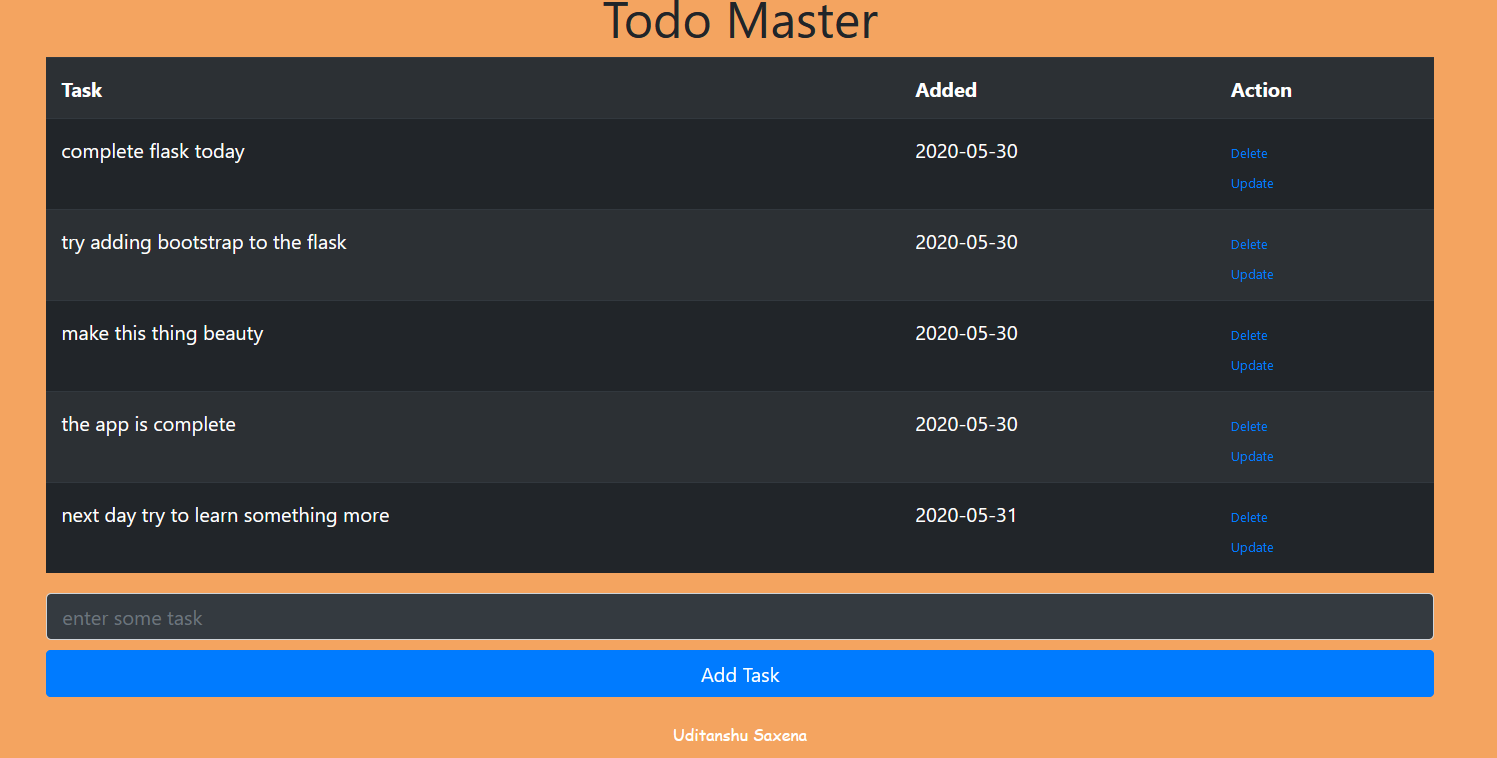 Todo Master
Task Added Action
complete flask today 2020-05-30 Delete
Update
try adding bootstrap to the flask 2020-05-30 Delete
Update
make this thing beauty 2020-05-30 Delete
Update
the app is complete 2020-05-30 Delete
Update
next day try to learn something more 2020-05-31 Delete
Update
enter some task
Add Task
Uditanshu Saxena